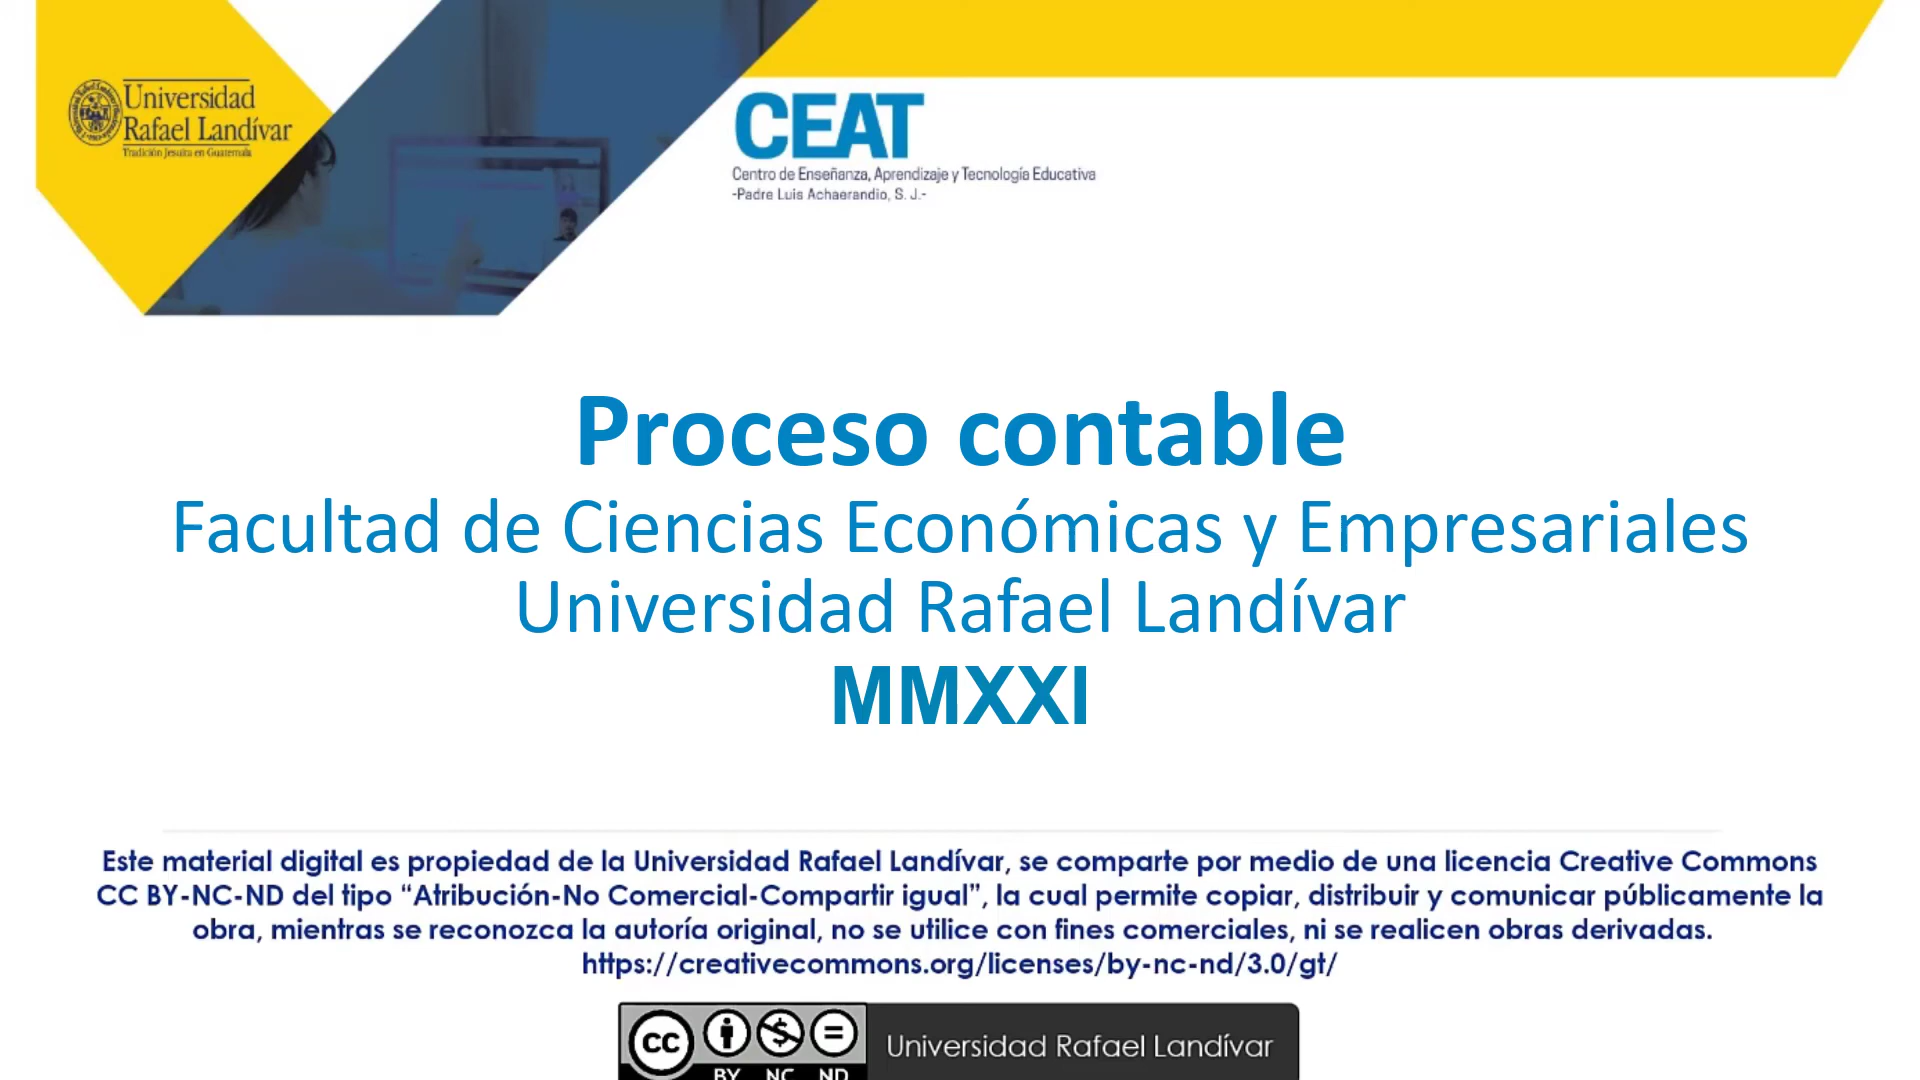 Universidad
Rafael Landívar
Tradición Jesuita en Guatemala
CEAT
Centro de Enseñanza, Aprendizaje y Tecnología Educativa
-Padre Luis Achaerandio, S. J.-
Proceso contable
Facultad de Ciencias Económicas y Empresariales
Universidad Rafael Landívar
MMXXI
Este material digital es propiedad de la Universidad Rafael Landívar, se comparte por medio de una licencia Creative Commons
CC BY-NC-ND del tipo “Atribución-No Comercial-Compartir igual”, la cual permite copiar, distribuir y comunicar públicamente la
obra, mientras se reconozca la autoría original, no se utilice con fines comerciales, ni se realicen obras derivadas.
https://creativecommons.org/licenses/by-nc-nd/3.0/gt/
cc
BY NC ND
Universidad Rafael Landívar